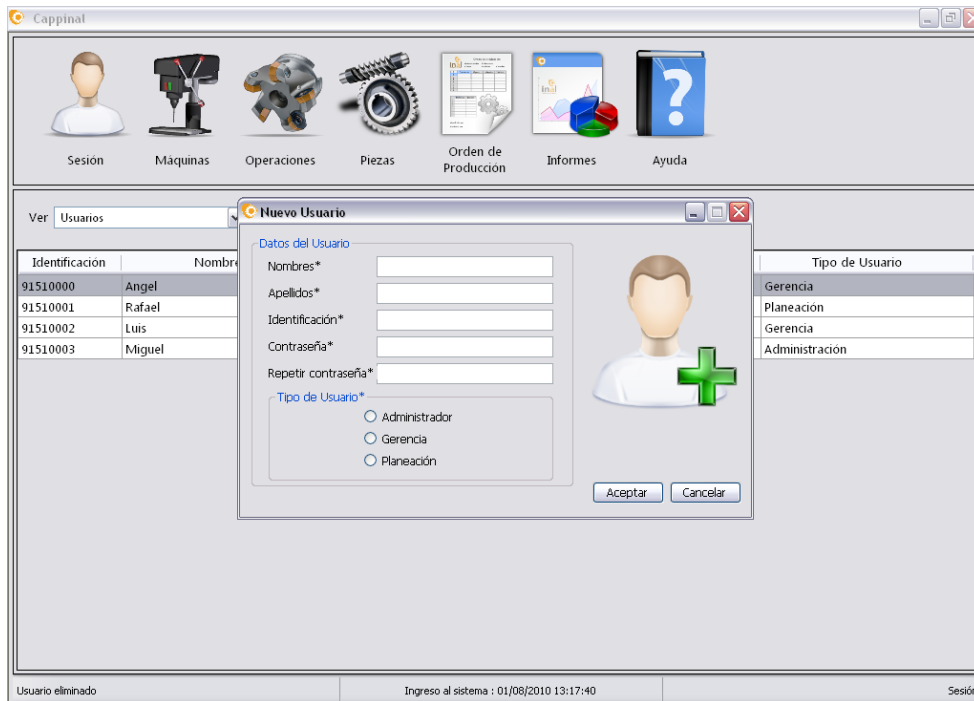 Cappinal
Sesión
Máquinas
Operaciones
Piezas
Orden de
Producción
Informes
Ayuda
Ver
Usuarios
Identificación
Nombre
Tipo de Usuario
91510000
Angel
Gerencia
91510001
Rafael
Planeación
91510002
Luis
Gerencia
91510003
Miguel
Administración
Nuevo Usuario
Datos del Usuario
Nombres*
Apellidos*
Identificación*
Contraseña*
Repetir contraseña*
Tipo de Usuario*
Administrador
Gerencia
Planeación
Aceptar
Cancelar
Usuario eliminado
Ingreso al sistema : 01/08/2010 13:17:40
Sesión